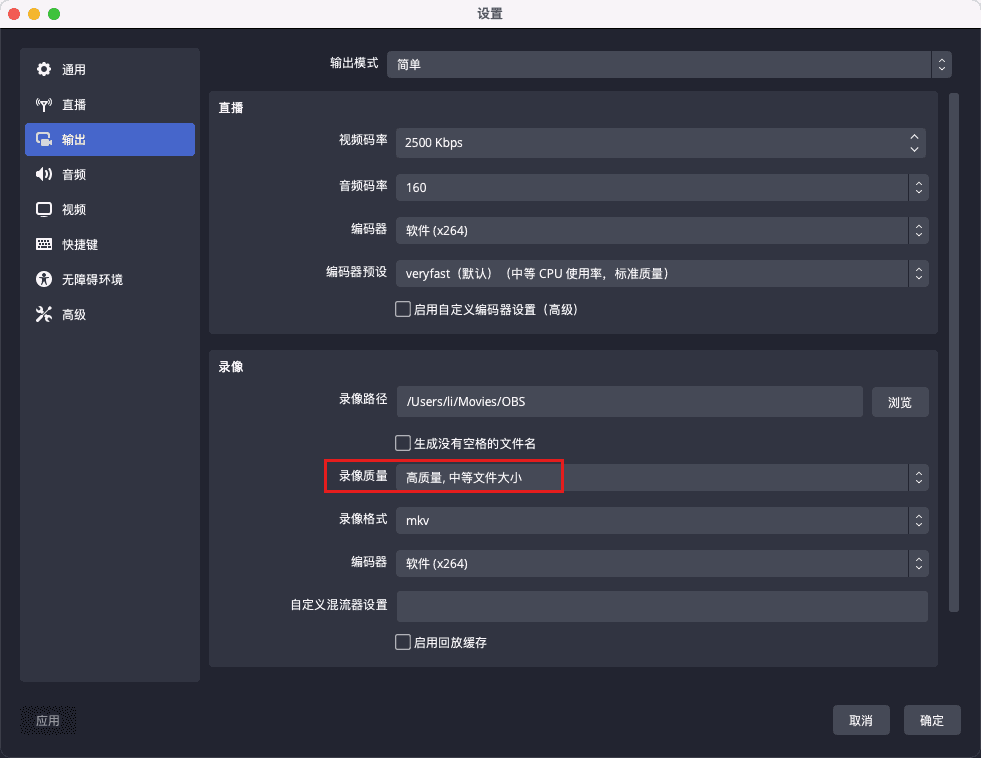 设置
通用
直播
输出
音频
视频
快捷键
无障碍环境
高级
输出模式 简单
直播
视频码率 2500 Kbps
音频码率 160
编码器 软件 (x264)
编码器预设 veryfast（默认）（中等 CPU 使用率，标准质量）
启用自定义编码器设置（高级）
录像
录像路径 /Users/li/Movies/OBS 浏览
生成没有空格的文件名
录像质量 高质量, 中等文件大小
录像格式 mkv
编码器 软件 (x264)
自定义混流器设置
启用回放缓存
应用 取消 确定